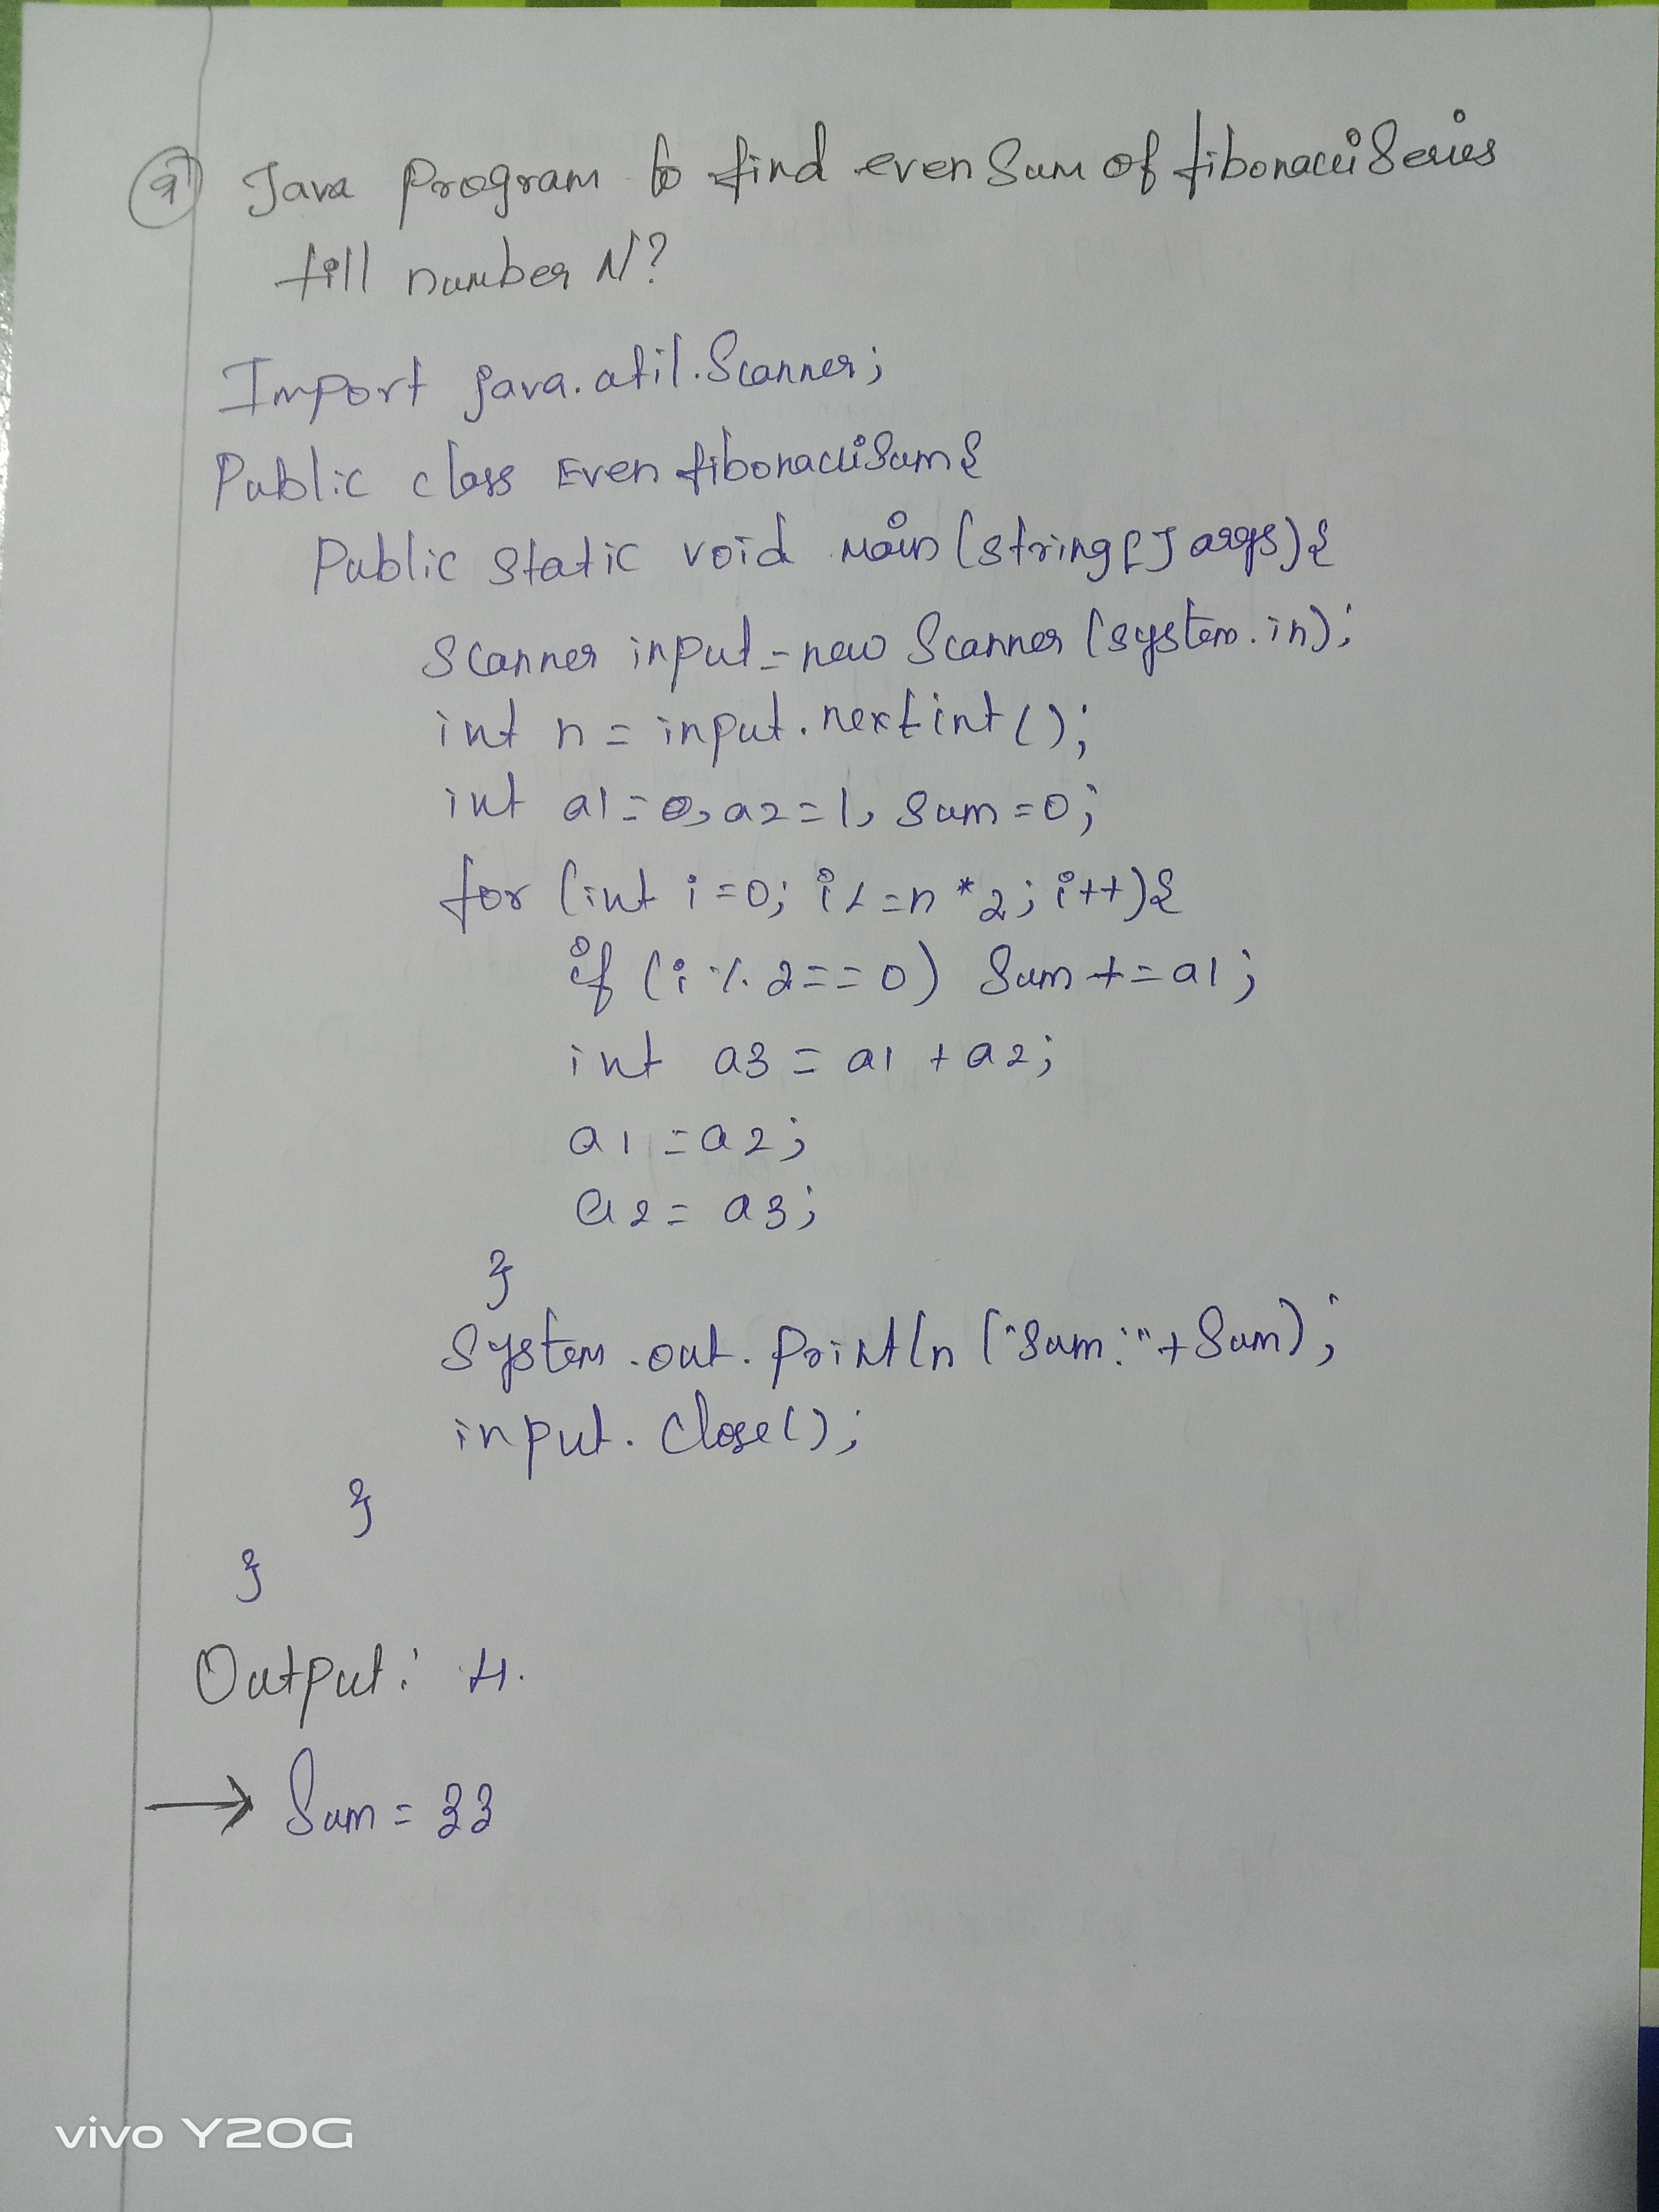 9) Java Program to find even Sum of fibonacci Series
till number N?
Import java.util.Scanner;
Public class Even fibonacciSum{
Public static void main (string[] args){
Scanner input = new Scanner (system.in);
int n = input.nextint();
int a1=0, a2=1, Sum=0;
for (int i=0; i<=n*2; i++){
if (i%2==0) Sum+=a1;
int a3 = a1 + a2;
a1 = a2;
a2 = a3;
}
System.out.println ("Sum:"+Sum);
input.close();
}
}
Output: 4.
→ Sum = 33
vivo Y20G